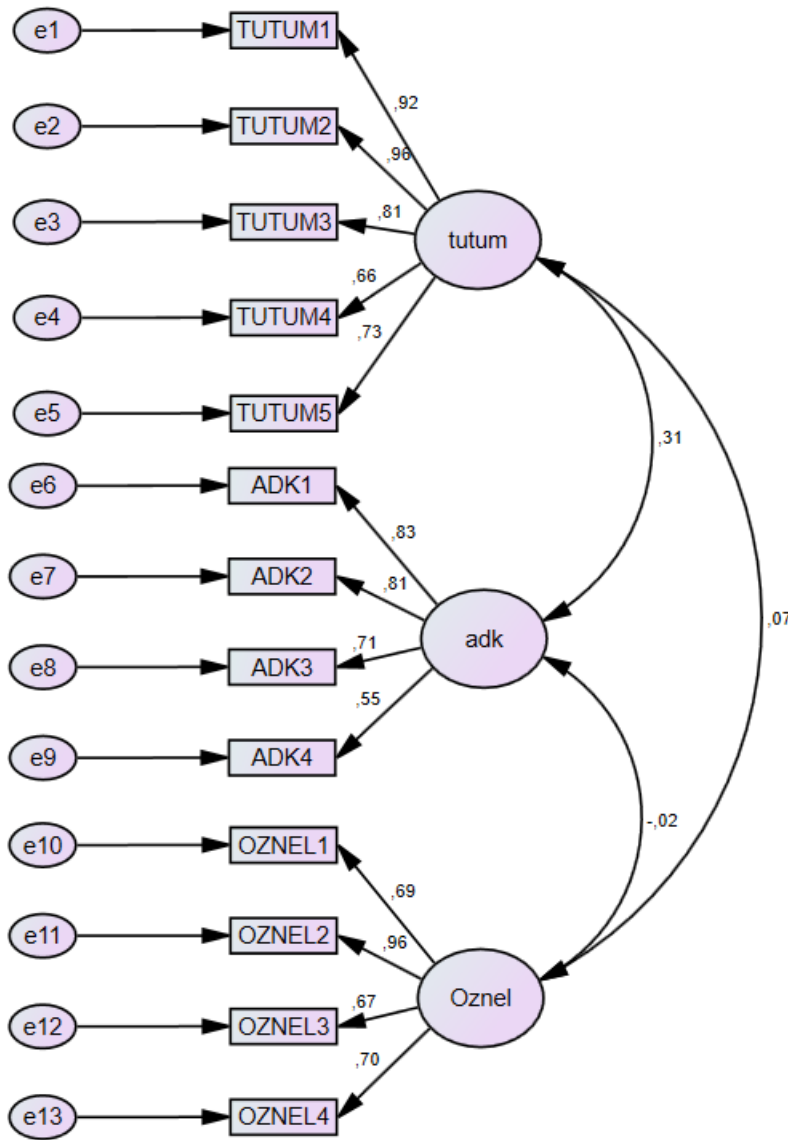 e1 TUTUM1
,92
e2 TUTUM2
,96
e3 TUTUM3 ,81 tutum
e4 TUTUM4 ,66
,73
e5 TUTUM5
,31
e6 ADK1
,83
e7 ADK2 ,81
,07
e8 ADK3 ,71 adk
,55
e9 ADK4
-,02
e10 OZNEL1
,69
e11 OZNEL2 ,96
Oznel
e12 OZNEL3 ,67
,70
e13 OZNEL4